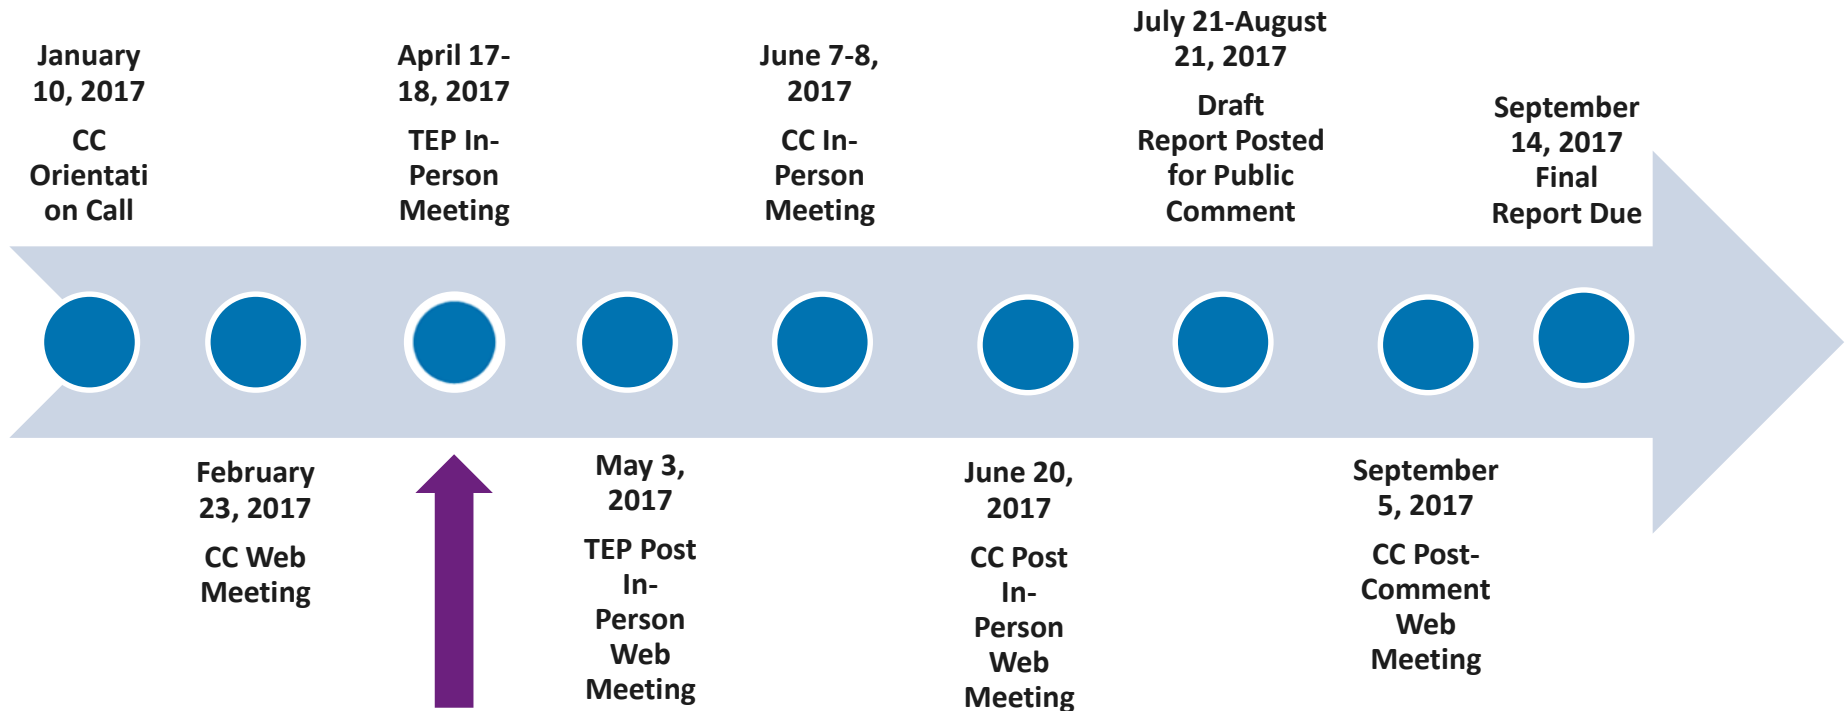 January
10, 2017
CC
Orientati
on Call
April 17-
18, 2017
TEP In-
Person
Meeting
June 7-8,
2017
CC In-
Person
Meeting
July 21-August
21, 2017
Draft
Report Posted
for Public
Comment
September
14, 2017
Final
Report Due
February
23, 2017
CC Web
Meeting
May 3,
2017
TEP Post
In-
Person
Web
Meeting
June 20,
2017
CC Post
In-
Person
Web
Meeting
September
5, 2017
CC Post-
Comment
Web
Meeting